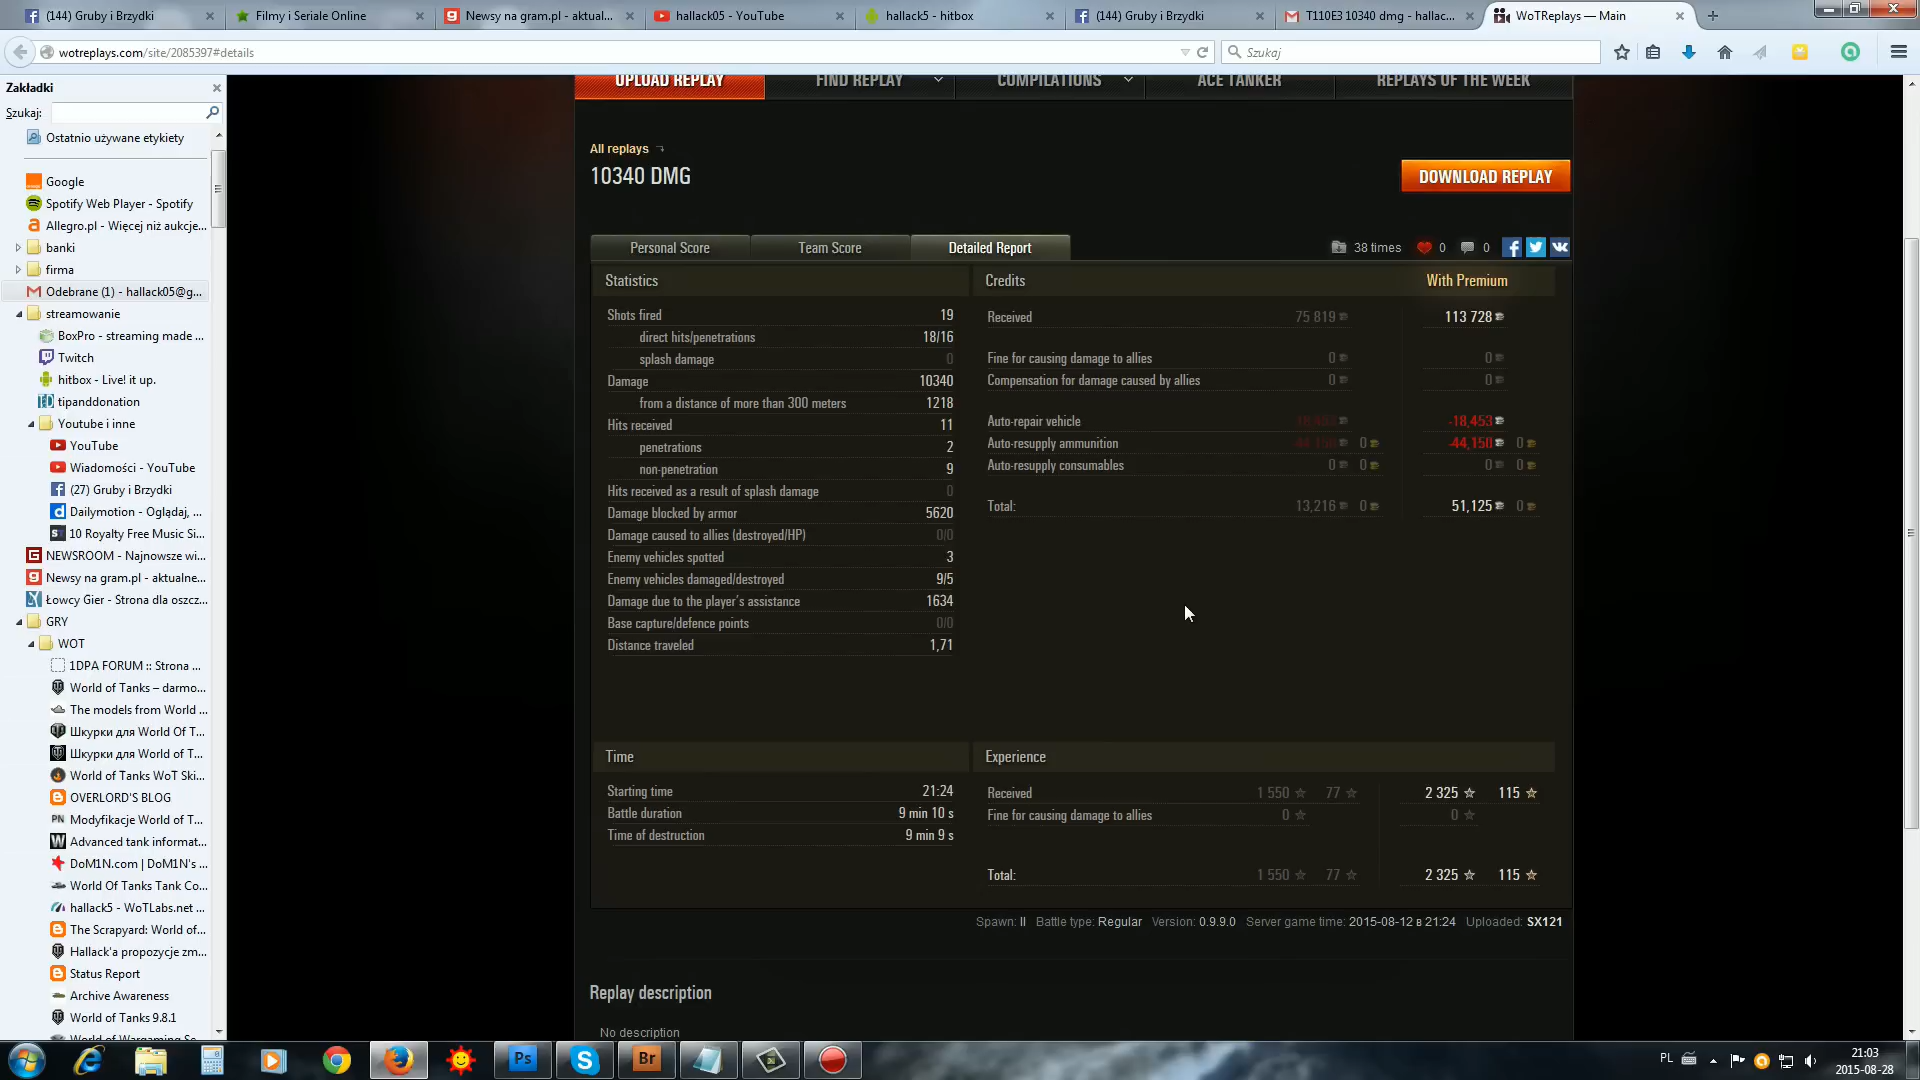 (144) Gruby i Brzydki
Filmy i Seriale Online
Newsy na gram.pl - aktual...
hallack05 - YouTube
hallack5 - hitbox
(144) Gruby i Brzydki
T110E3 10340 dmg - hallac...
WoTReplays — Main
wotreplays.com/site/2085397#details
Szukaj
Zakładki
Szukaj:
Ostatnio używane etykiety
Google
Spotify Web Player - Spotify
Allegro.pl - Więcej niż aukcje...
banki
firma
Odebrane (1) - hallack05@g...
streamowanie
BoxPro - streaming made ...
Twitch
hitbox - Live! it up.
tipanddonation
Youtube i inne
YouTube
Wiadomości - YouTube
(27) Gruby i Brzydki
Dailymotion - Oglądaj, ...
10 Royalty Free Music Si...
NEWSROOM - Najnowsze wi...
Newsy na gram.pl - aktualne...
Łowcy Gier - Strona dla oszcz...
GRY
WOT
1DPA FORUM :: Strona ...
World of Tanks – darmo...
The models from World ...
Шкурки для World Of T...
Шкурки для World of T...
World of Tanks WoT Ski...
OVERLORD'S BLOG
Modyfikacje World of T...
Advanced tank informat...
DoM1N.com | DoM1N's ...
World Of Tanks Tank Co...
hallack5 - WoTLabs.net ...
The Scrapyard: World of...
Hallack'a propozycje zm...
Status Report
Archive Awareness
World of Tanks 9.8.1
World of Wargaming Se...
UPLOAD REPLAY
FIND REPLAY
COMPILATIONS
ACE TANKER
REPLAYS OF THE WEEK
All replays
10340 DMG
DOWNLOAD REPLAY
Personal Score
Team Score
Detailed Report
38 times
0
0
Statistics
Shots fired 19
direct hits/penetrations 18/16
splash damage 0
Damage 10340
from a distance of more than 300 meters 1218
Hits received 11
penetrations 2
non-penetration 9
Hits received as a result of splash damage 0
Damage blocked by armor 5620
Damage caused to allies (destroyed/HP) 0/0
Enemy vehicles spotted 3
Enemy vehicles damaged/destroyed 9/5
Damage due to the player's assistance 1634
Base capture/defence points 0/0
Distance traveled 1,71
Credits With Premium
Received 75 819 113 728
Fine for causing damage to allies 0 0
Compensation for damage caused by allies 0 0
Auto-repair vehicle -18,453 -18,453
Auto-resupply ammunition -44,150 0 -44,150 0
Auto-resupply consumables 0 0 0 0
Total: 13,216 0 51,125 0
Time
Starting time 21:24
Battle duration 9 min 10 s
Time of destruction 9 min 9 s
Experience
Received 1 550 77 2 325 115
Fine for causing damage to allies 0 0
Total: 1 550 77 2 325 115
Spawn: II Battle type: Regular Version: 0.9.9.0 Server game time: 2015-08-12 в 21:24 Uploaded: SX121
Replay description
No description
Ps
Br
PL
21:03
2015-08-28